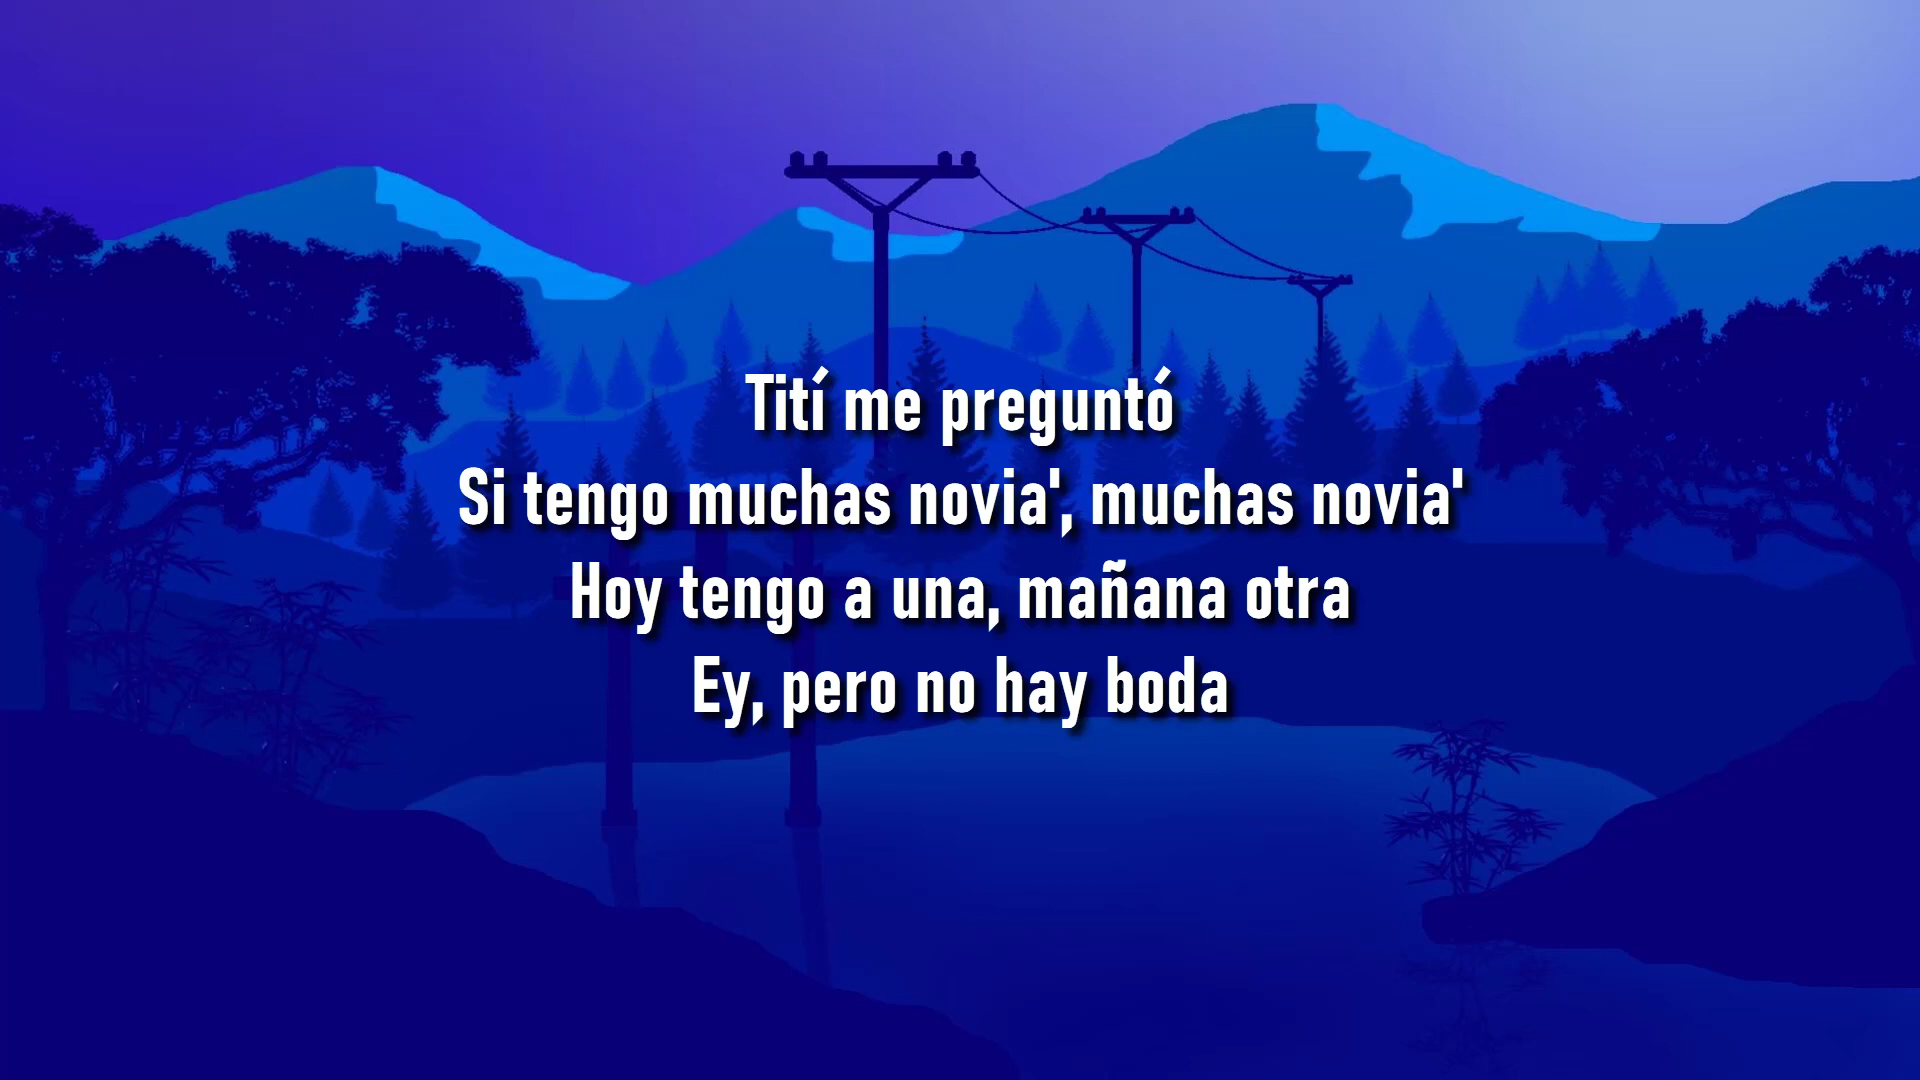 Tití me preguntó
Si tengo muchas novia', muchas novia'
Hoy tengo a una, mañana otra
Ey, pero no hay boda